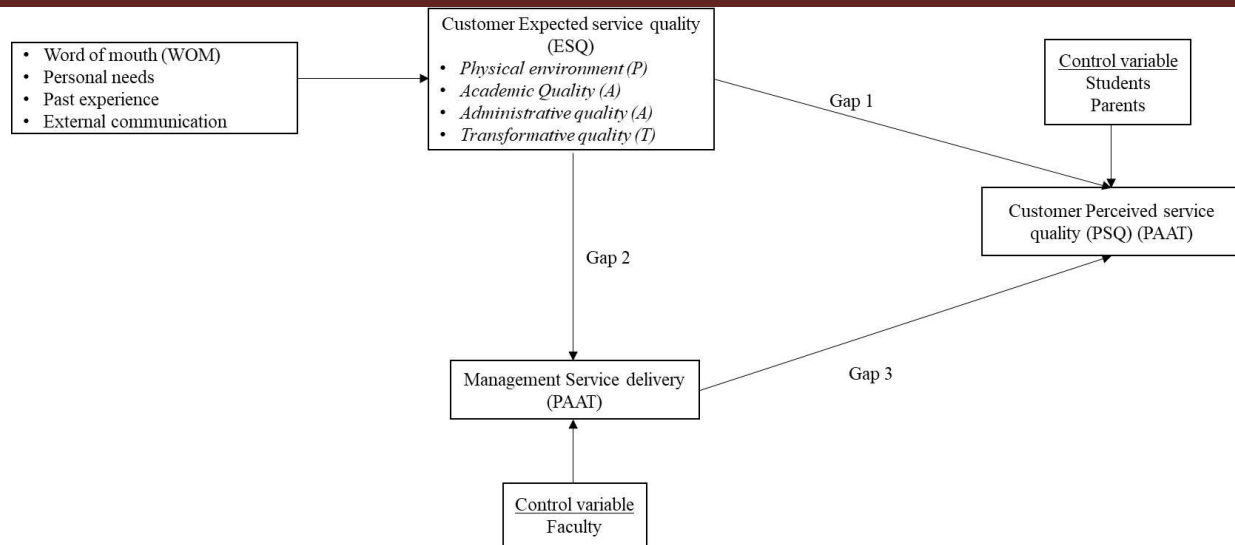 • Word of mouth (WOM)
• Personal needs
• Past experience
• External communication
Customer Expected service quality
(ESQ)
• Physical environment (P)
• Academic Quality (A)
• Administrative quality (A)
• Transformative quality (T)
Gap 1
Control variable
Students
Parents
Customer Perceived service
quality (PSQ) (PAAT)
Gap 2
Management Service delivery
(PAAT)
Gap 3
Control variable
Faculty